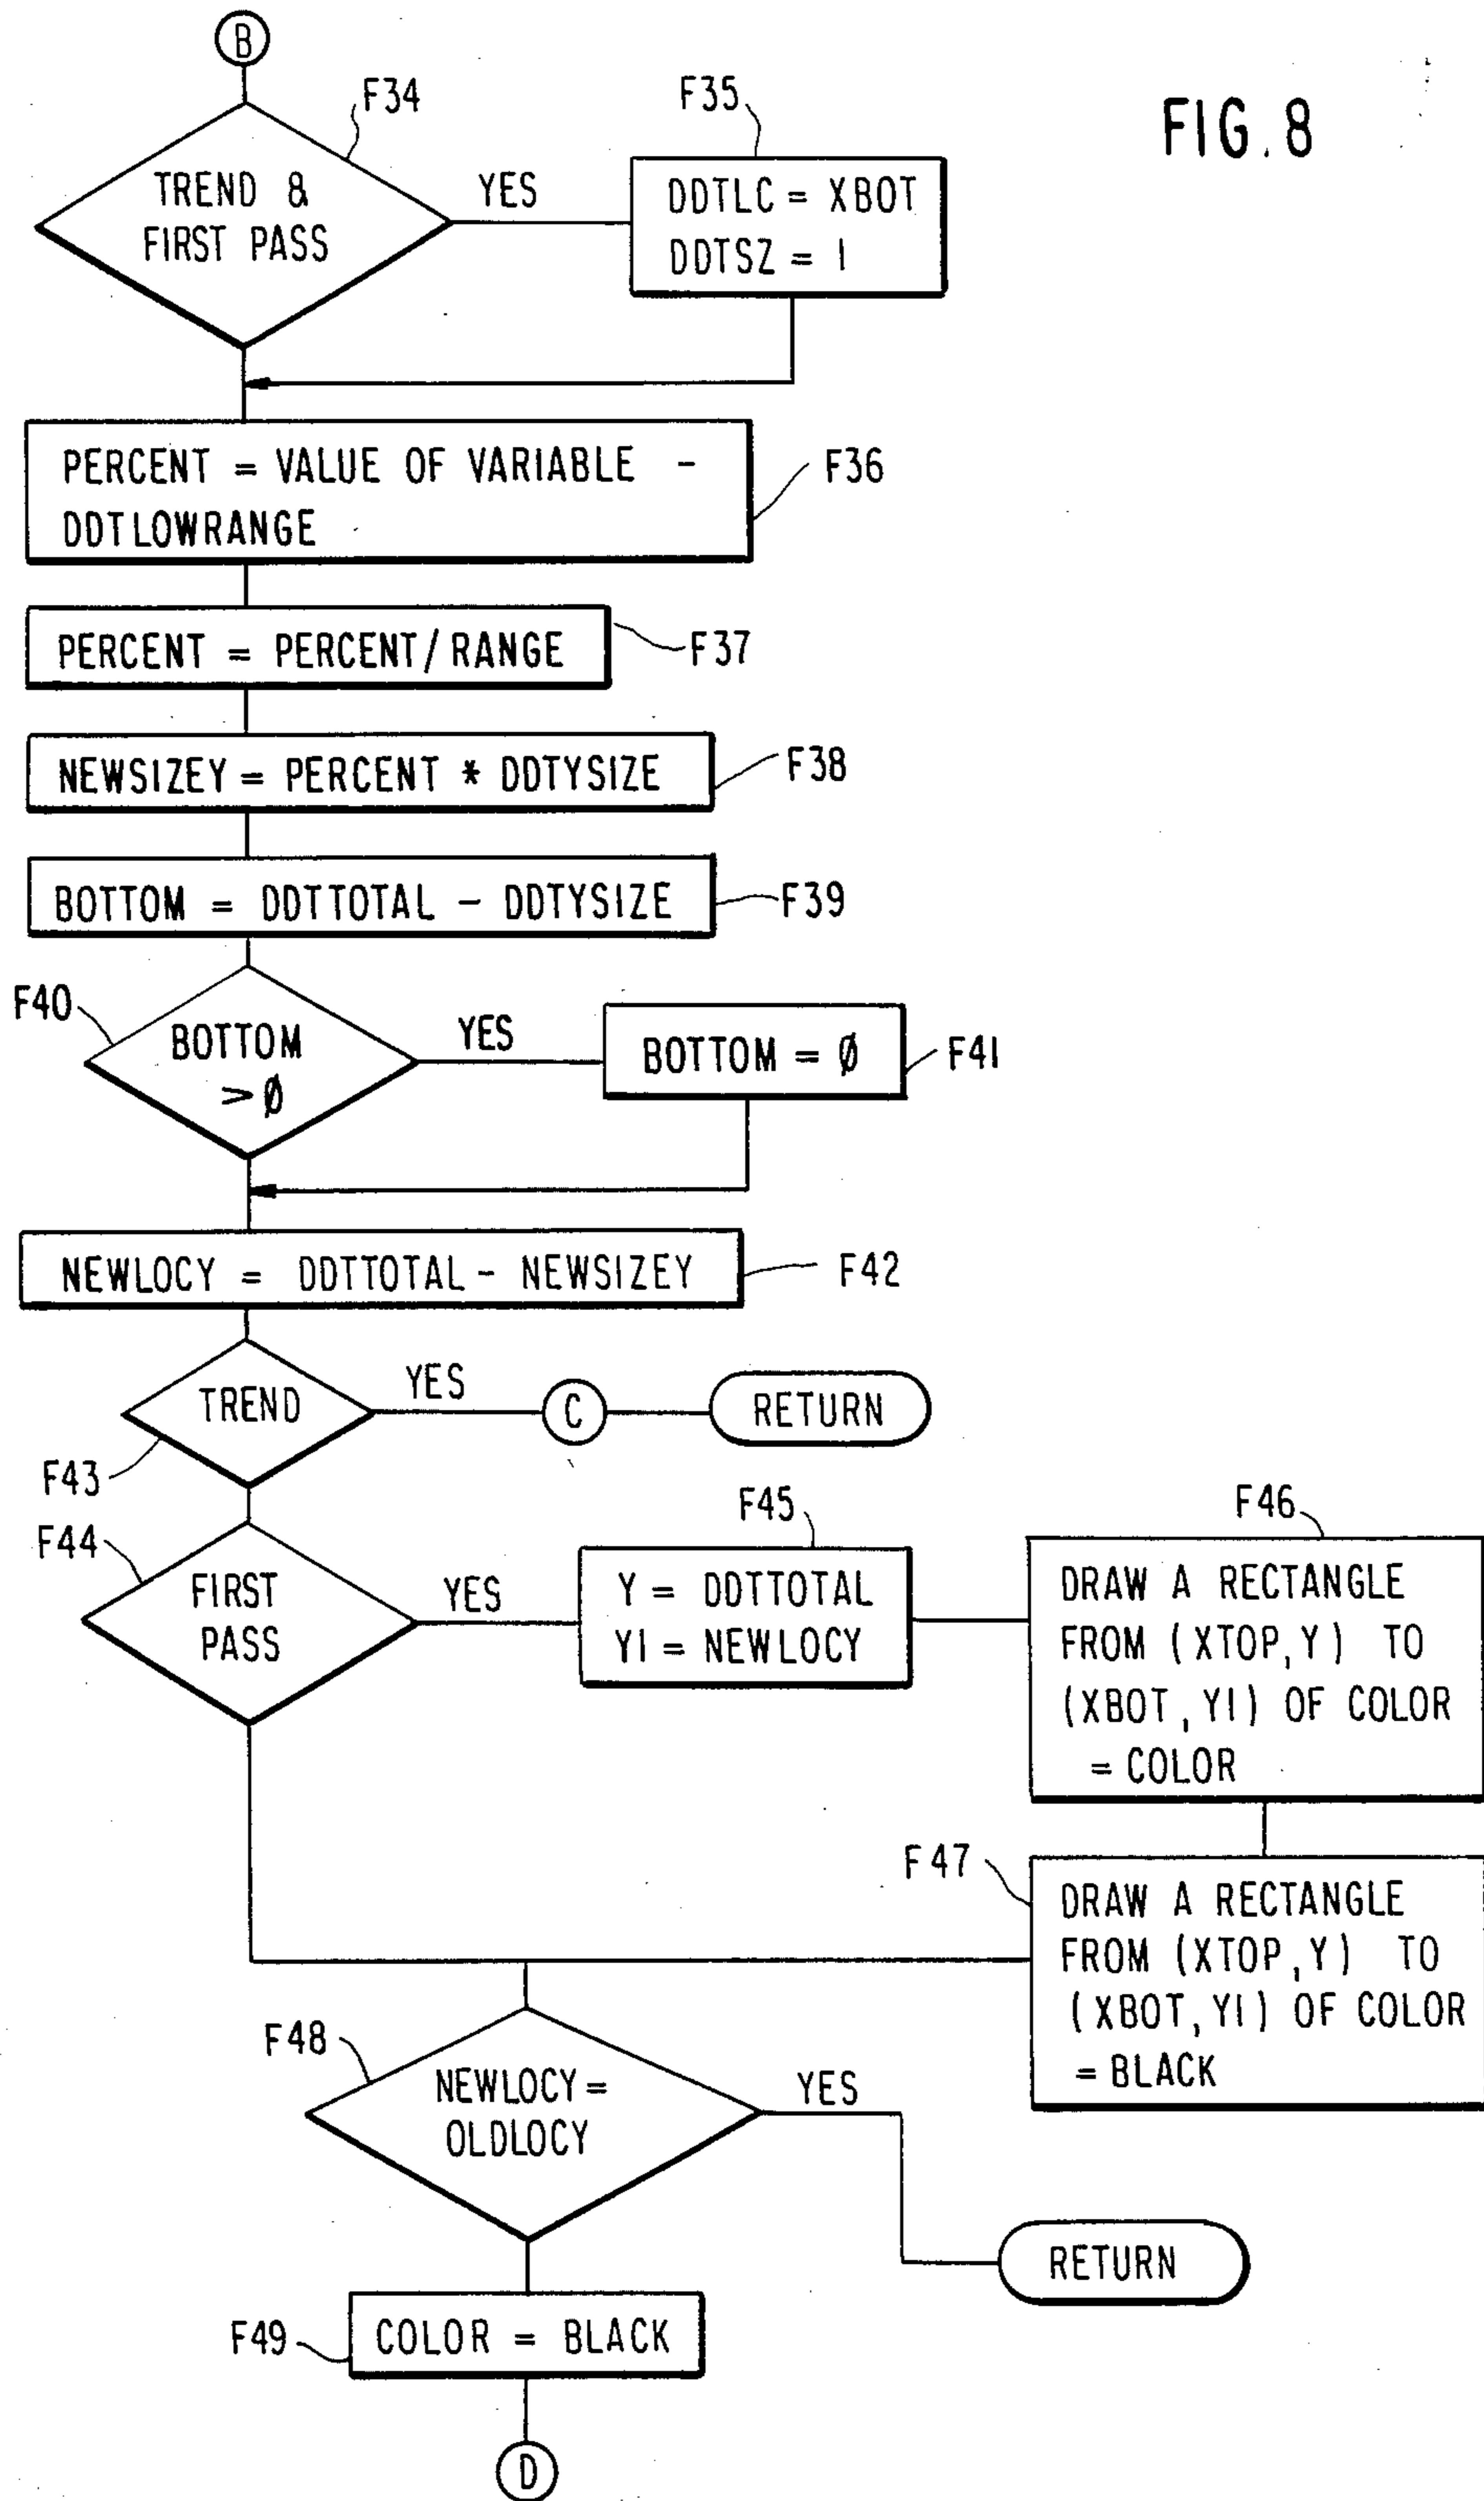 B
FIG. 8
F34
F35
TREND &
FIRST PASS
YES
DDTLC = XBOT
DDTSZ = 1
PERCENT = VALUE OF VARIABLE -
DDTLOWRANGE
F36
PERCENT = PERCENT/RANGE
F37
NEWSIZEY = PERCENT * DDTYSIZE
F38
BOTTOM = DDTTOTAL - DDTYSIZE
F39
F40
BOTTOM
> Ø
YES
BOTTOM = Ø
F41
NEWLOCY = DDTTOTAL - NEWSIZEY
F42
TREND
YES
C
RETURN
F43
F44
FIRST
PASS
YES
F45
Y = DDTTOTAL
Y1 = NEWLOCY
F46
DRAW A RECTANGLE
FROM (XTOP,Y) TO
(XBOT,Y1) OF COLOR
= COLOR
F47
DRAW A RECTANGLE
FROM (XTOP,Y) TO
(XBOT,Y1) OF COLOR
= BLACK
F48
NEWLOCY =
OLDLOCY
YES
RETURN
F49
COLOR = BLACK
D